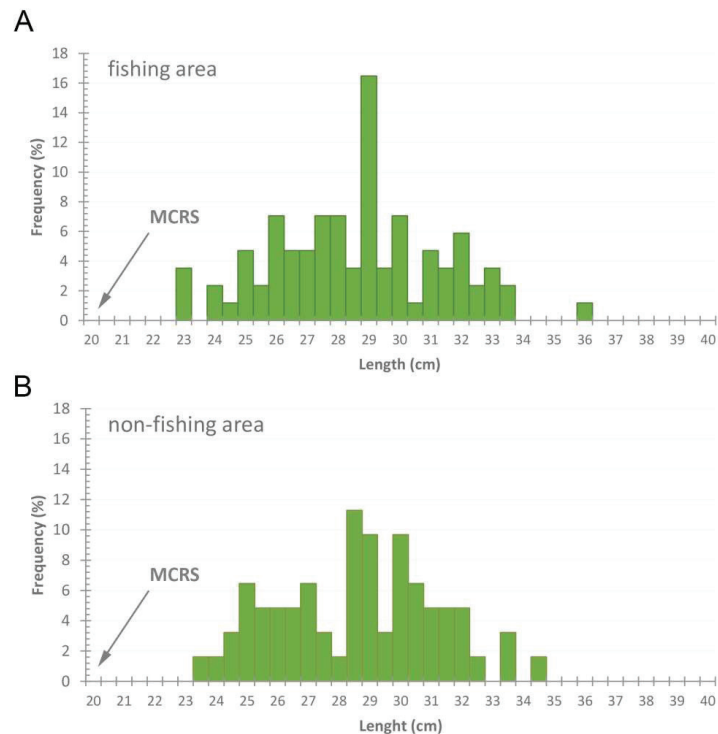 A
fishing area
18
16
14
12
10
8
6
4
2
0
Frequency (%)
MCRS
20 21 22 23 24 25 26 27 28 29 30 31 32 33 34 35 36 37 38 39 40
Length (cm)
B
non-fishing area
18
16
14
12
10
8
6
4
2
0
Frequency (%)
MCRS
20 21 22 23 24 25 26 27 28 29 30 31 32 33 34 35 36 37 38 39 40
Lenght (cm)